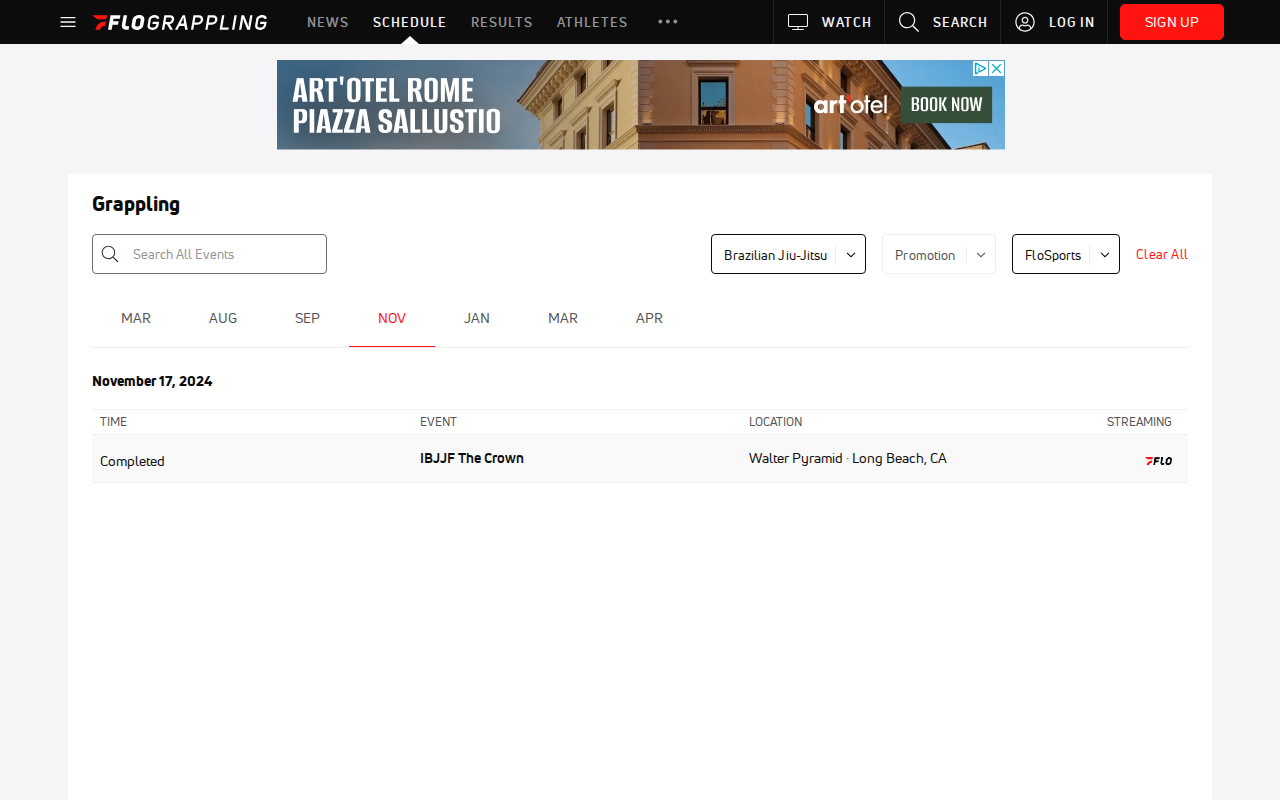 FLOGRAPPLING NEWS SCHEDULE RESULTS ATHLETES WATCH SEARCH LOG IN SIGN UP
ART'OTEL ROME
PIAZZA SALLUSTIO
art'otel
BOOK NOW
Grappling
Search All Events
Brazilian Jiu-Jitsu
Promotion
FloSports
Clear All
MAR AUG SEP NOV JAN MAR APR
November 17, 2024
TIME EVENT LOCATION STREAMING
Completed IBJJF The Crown Walter Pyramid · Long Beach, CA FLO